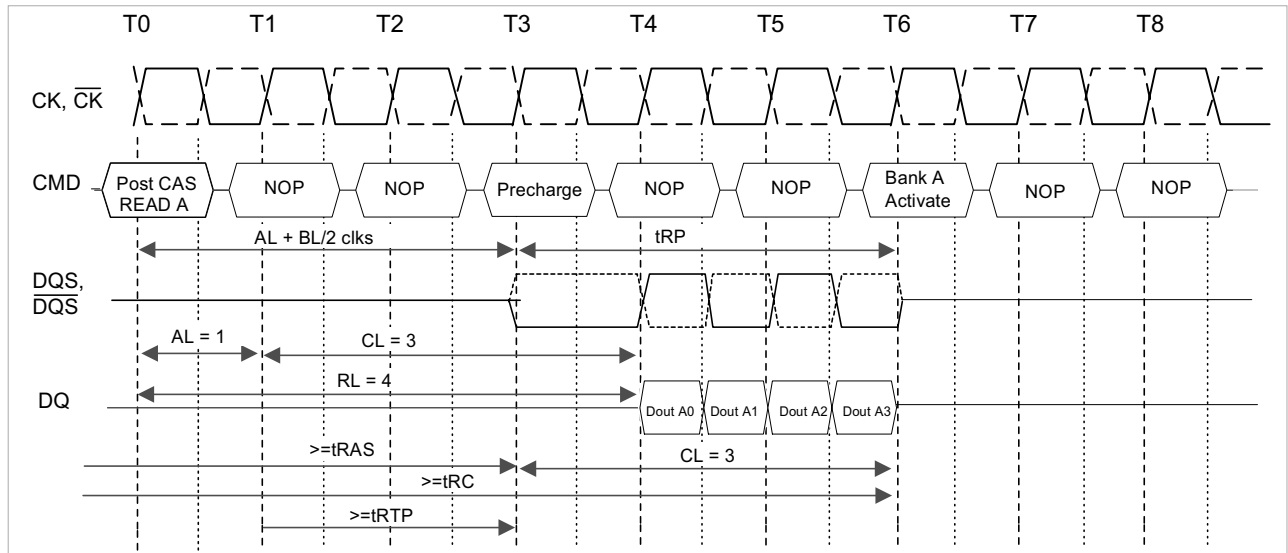 T0 T1 T2 T3 T4 T5 T6 T7 T8
CK, CK
CMD Post CAS NOP NOP Precharge NOP NOP Bank A NOP NOP
READ A Activate
AL + BL/2 clks tRP
DQS,
DQS
AL = 1 CL = 3
RL = 4
DQ Dout A0 Dout A1 Dout A2 Dout A3
>=tRAS CL = 3
>=tRC
>=tRTP